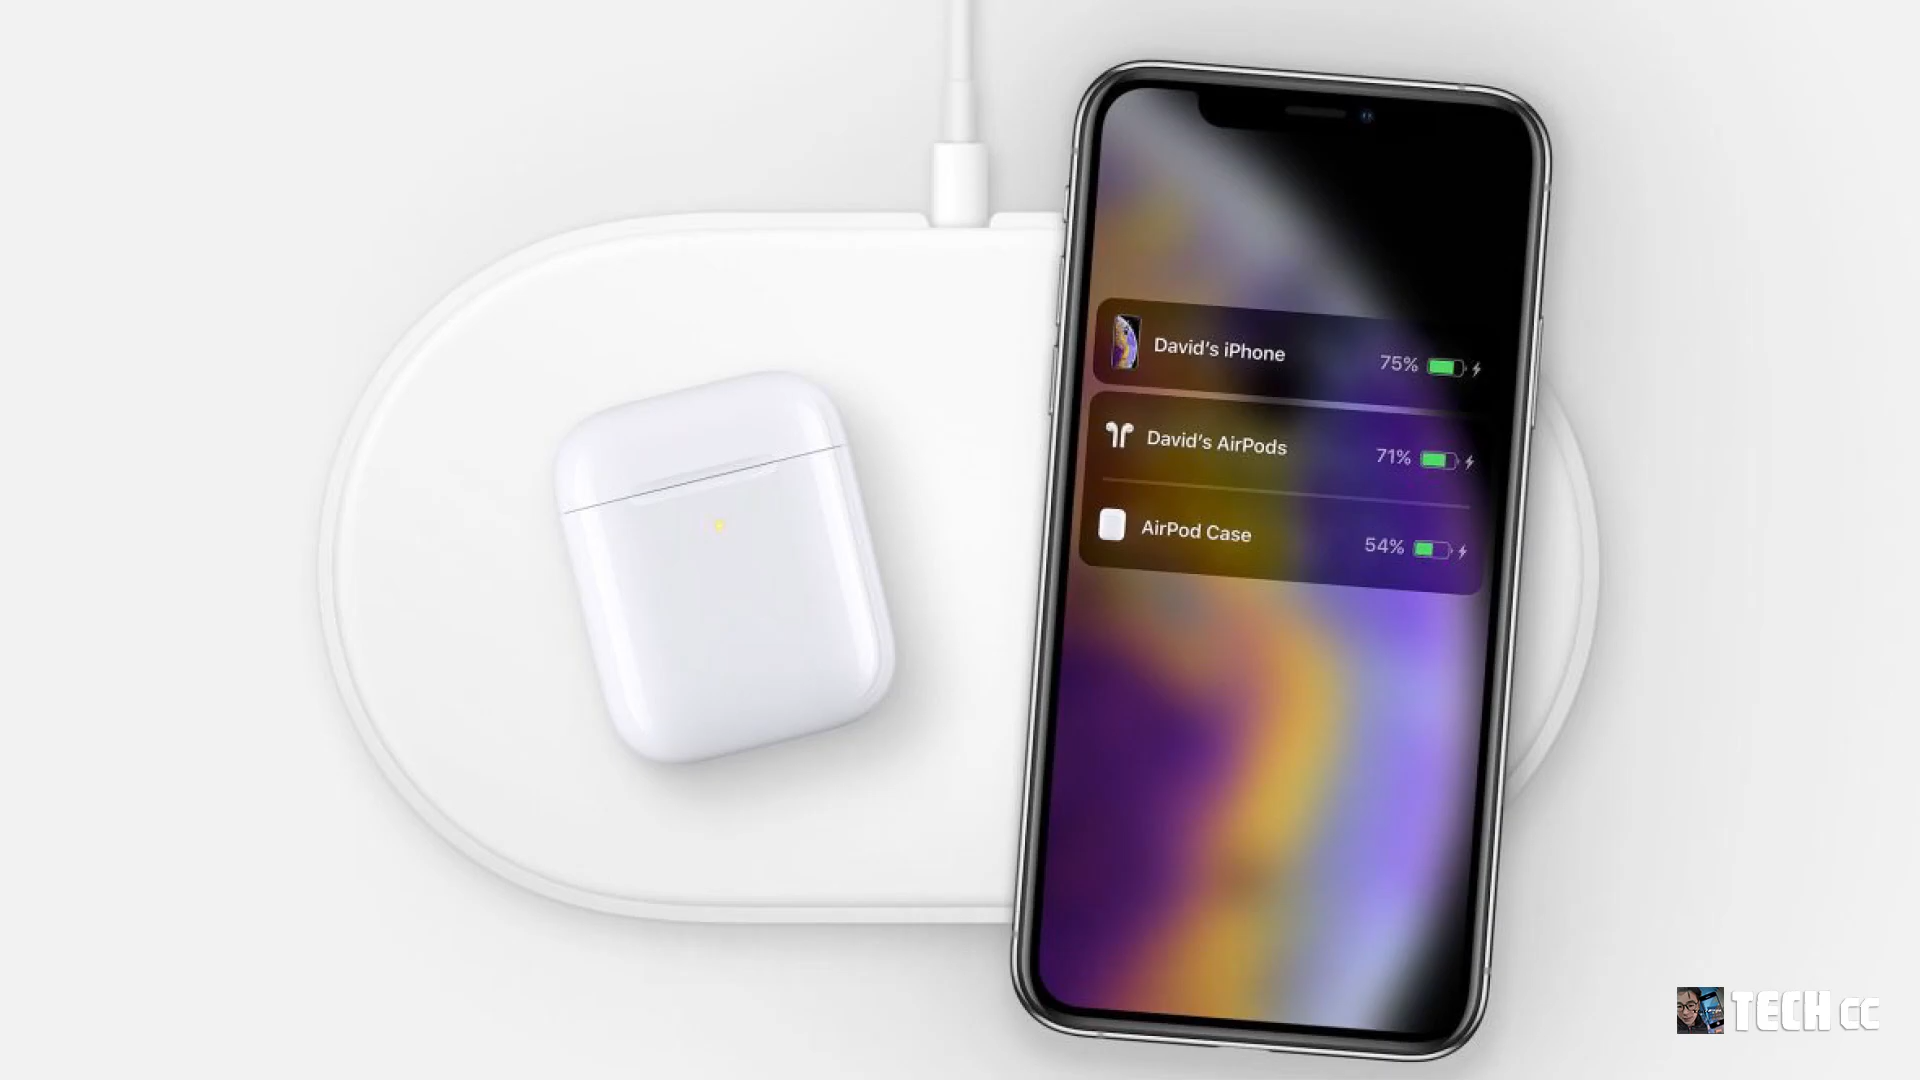 David's iPhone 75%
David's AirPods 71%
AirPod Case 54%
TECH CC